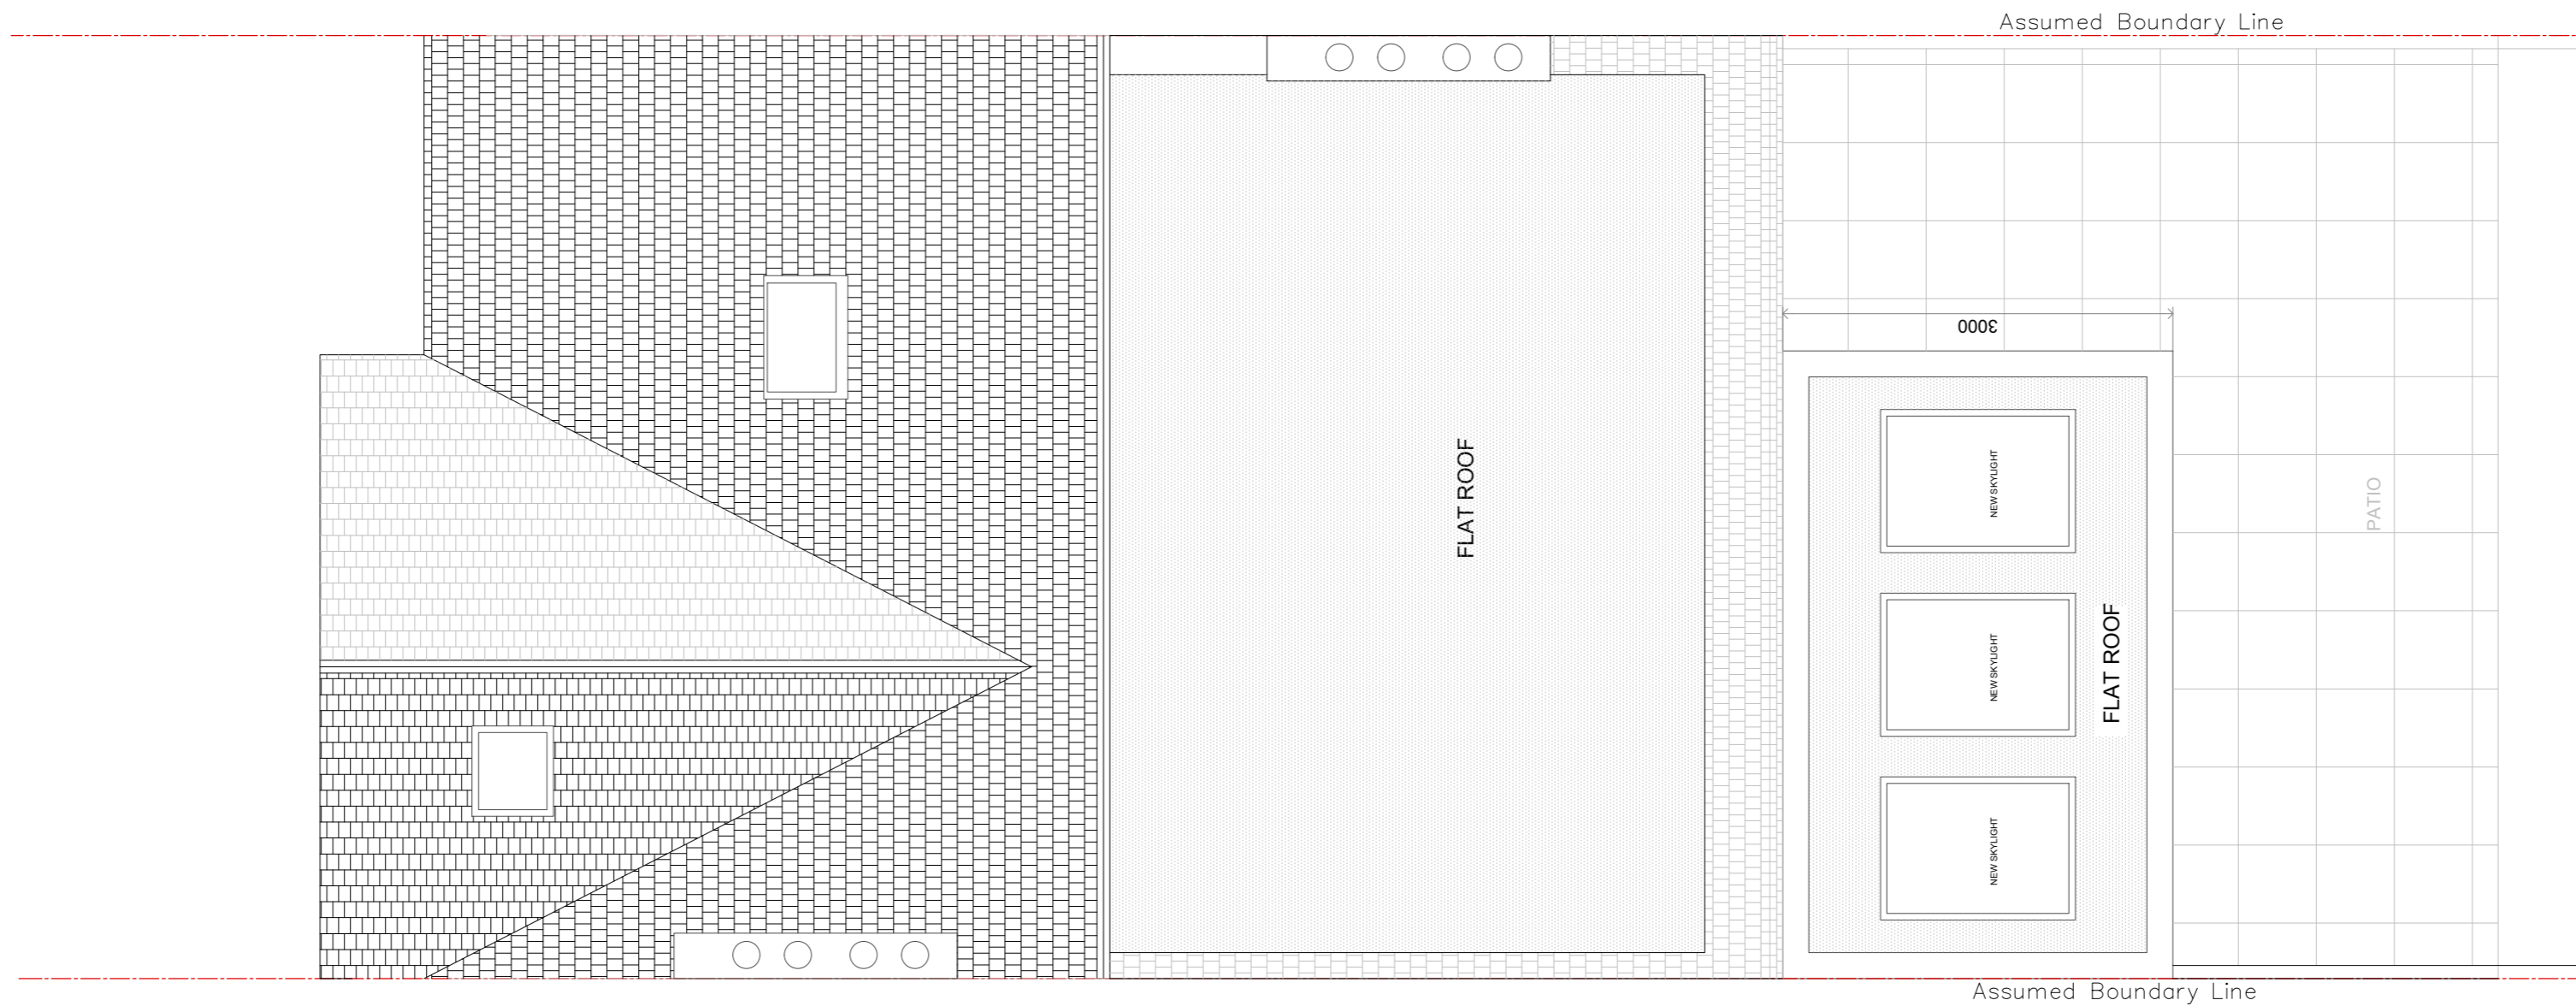 Assumed Boundary Line
3000
FLAT ROOF
NEW SKYLIGHT
PATIO
NEW SKYLIGHT
FLAT ROOF
NEW SKYLIGHT
Assumed Boundary Line